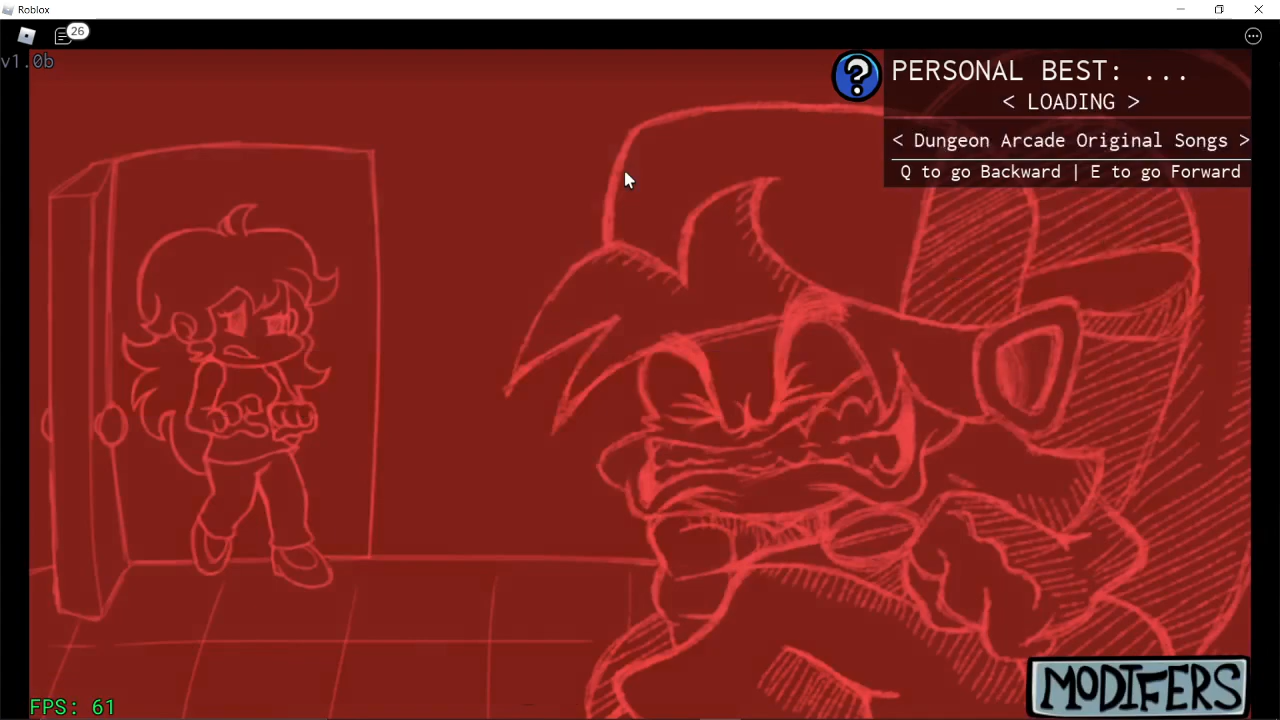 Roblox
26
v1.0b
?
PERSONAL BEST: ...
< LOADING >
< Dungeon Arcade Original Songs >
Q to go Backward | E to go Forward
MODIFERS
FPS: 61